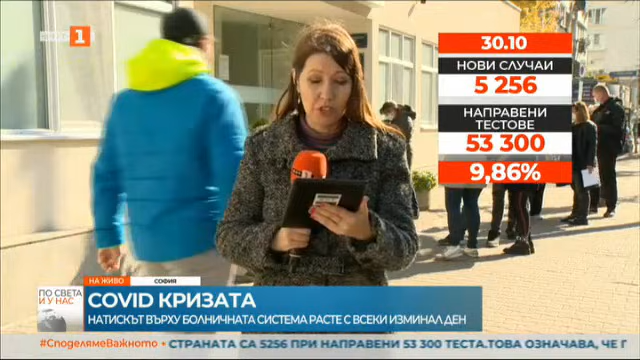 БНТ 1
30.10
НОВИ СЛУЧАИ
5 256
НАПРАВЕНИ
ТЕСТОВЕ
53 300
9,86%
НА ЖИВО
СОФИЯ
ПО СВЕТА
И У НАС
COVID КРИЗАТА
НАТИСКЪТ ВЪРХУ БОЛНИЧНАТА СИСТЕМА РАСТЕ С ВСЕКИ ИЗМИНАЛ ДЕН
#СподелямеВажното • СТРАНАТА СА 5256 ПРИ НАПРАВЕНИ 53 300 ТЕСТА.ТОВА ОЗНАЧАВА, ЧЕ П